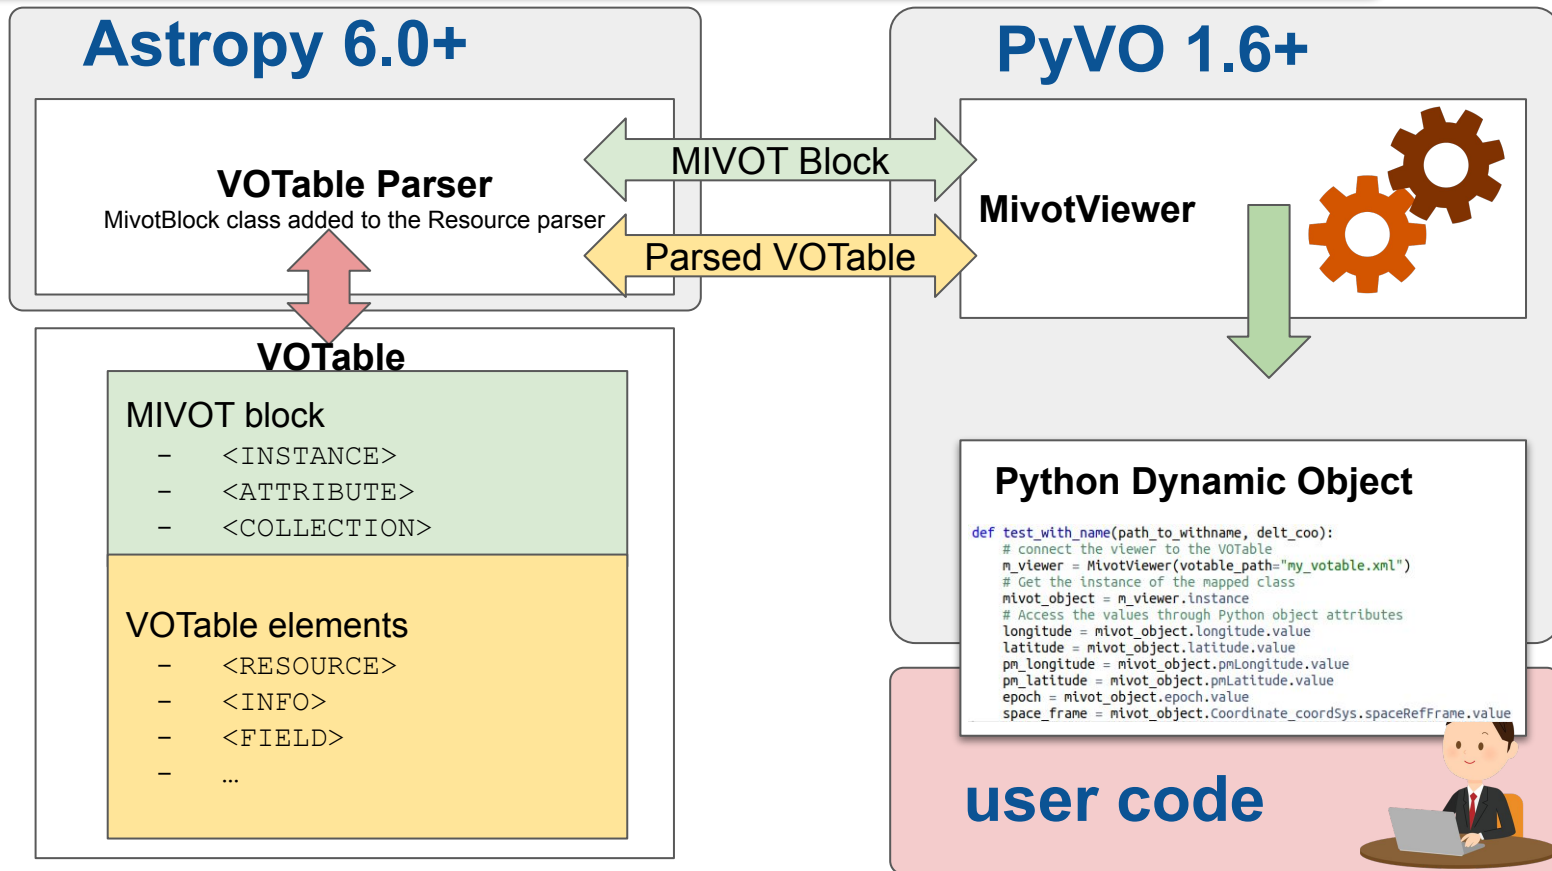 Astropy 6.0+
VOTable Parser
MivotBlock class added to the Resource parser
MIVOT Block
Parsed VOTable
VOTable
MIVOT block
- <INSTANCE>
- <ATTRIBUTE>
- <COLLECTION>
VOTable elements
- <RESOURCE>
- <INFO>
- <FIELD>
- …
PyVO 1.6+
MivotViewer
Python Dynamic Object
def test_with_name(path_to_withname, delt_coo):
# connect the viewer to the VOTable
m_viewer = MivotViewer(votable_path="my_votable.xml")
# Get the instance of the mapped class
mivot_object = m_viewer.instance
# Access the values through Python object attributes
longitude = mivot_object.longitude.value
latitude = mivot_object.latitude.value
pm_longitude = mivot_object.pmLongitude.value
pm_latitude = mivot_object.pmLatitude.value
epoch = mivot_object.epoch.value
space_frame = mivot_object.Coordinate_coordSys.spaceRefFrame.value
user code